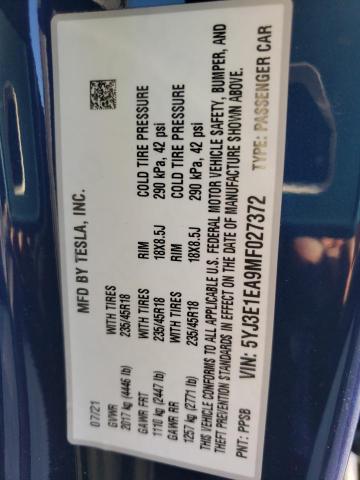 MFD BY TESLA, INC.
07/21
GVWR
2017 kg (4446 lb)
GAWR FRT WITH TIRES RIM COLD TIRE PRESSURE
1110 kg (2447 lb) 235/45R18 18X8.5J 290 kPa, 42 psi
GAWR RR WITH TIRES RIM COLD TIRE PRESSURE
1257 kg (2771 lb) 235/45R18 18X8.5J 290 kPa, 42 psi
THIS VEHICLE CONFORMS TO ALL APPLICABLE U.S. FEDERAL MOTOR VEHICLE SAFETY, BUMPER, AND
THEFT PREVENTION STANDARDS IN EFFECT ON THE DATE OF MANUFACTURE SHOWN ABOVE.
VIN: 5YJ3E1EA9MF027372 TYPE: PASSENGER CAR
PNT: PPSB